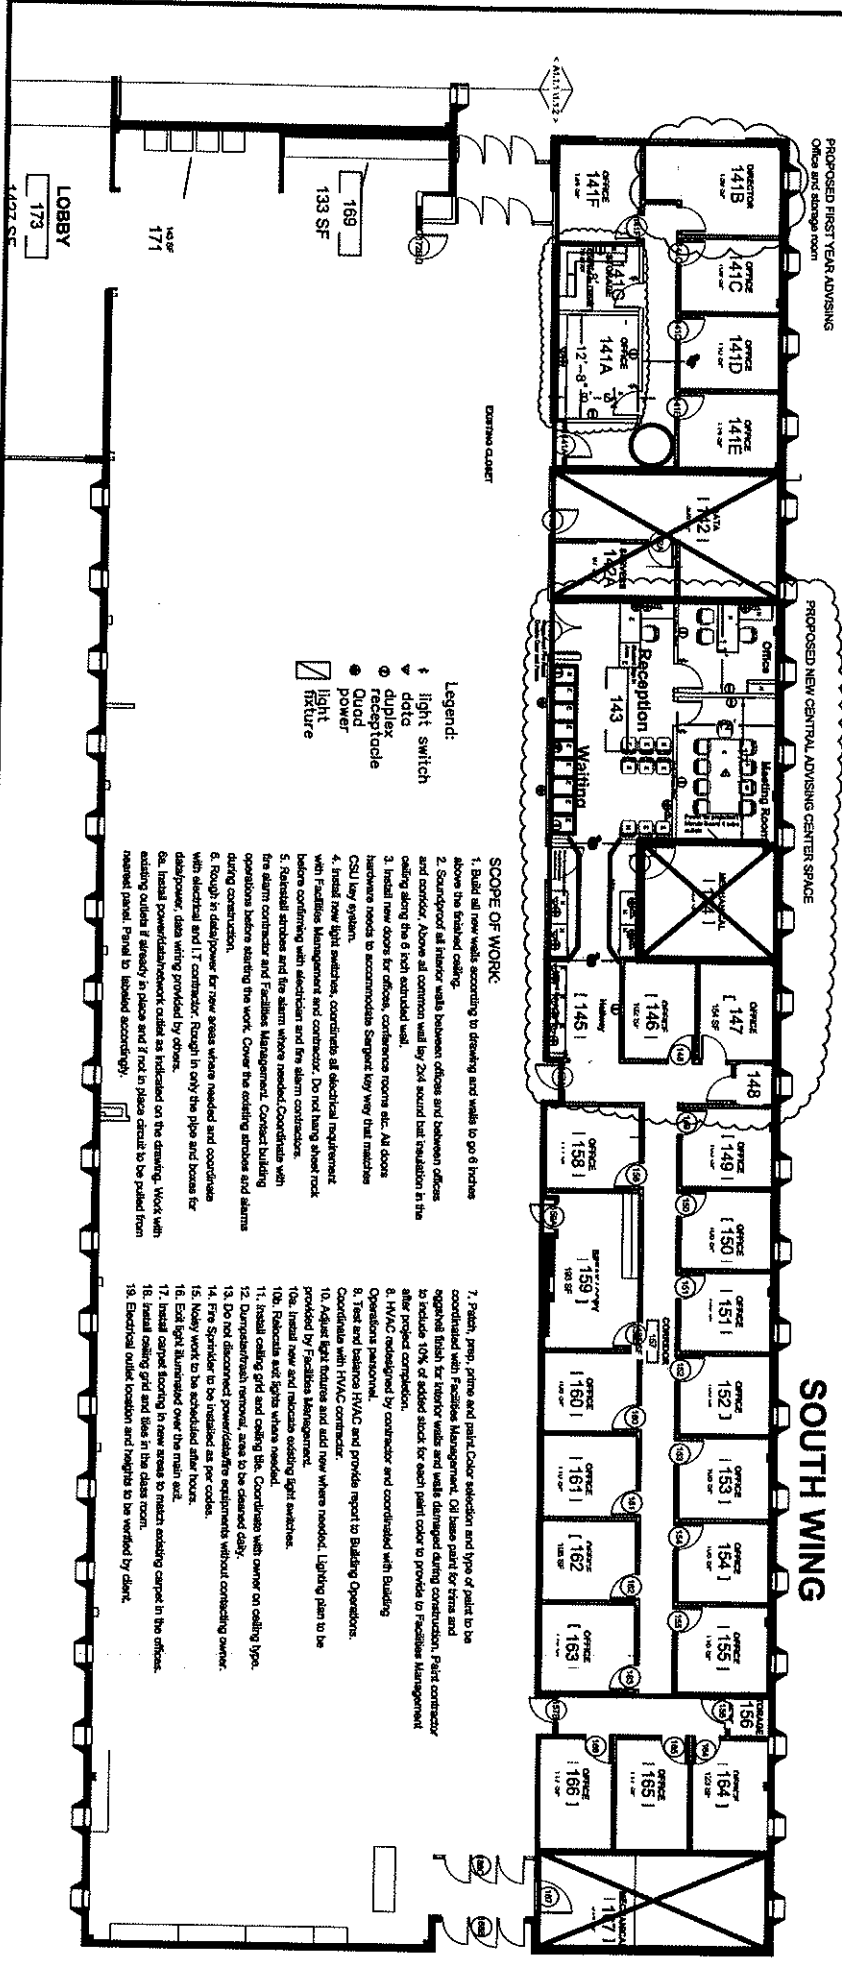 SOUTH WING
PROPOSED FIRST YEAR ADVISING
Office and storage room
PROPOSED NEW CENTRAL ADVISING CENTER SPACE
DIRECTOR
141B
OFFICE
141C
OFFICE
141D
OFFICE
141E
OFFICE
141F
STORAGE
141G
OFFICE
141A
12'-8"
142
142A
Office
Meeting Room
Reception
143
Waiting
MECHANICAL
OFFICE
147
154 SF
148
146
Hallway
145
OFFICE
149
OFFICE
150
OFFICE
151
OFFICE
152
OFFICE
153
OFFICE
154
OFFICE
155
STORAGE
156
CORRIDOR
157
OFFICE
158
159
193 SF
OFFICE
160
OFFICE
161
162
OFFICE
163
164
123 SF
OFFICE
165
OFFICE
166
MECHANICAL
167
EXISTING CLOSET
169
133 SF
171
LOBBY
173
1427 SF
Legend:
light switch
data
duplex
receptacle
Quad
power
light
fixture
SCOPE OF WORK:
1. Build all new walls according to drawing and walls to go 6 inches
above the finished ceiling.
2. Soundproof all interior walls between offices and between offices
and corridor. Above all common wall lay 2x4 sound bat insulation in the
ceiling along the 6 inch extruded wall.
3. Install new doors for offices, conference rooms etc. All doors
hardware needs to accommodate Sargent key way that matches
CSU key system.
4. Install new light switches, coordinate all electrical requirement
with Facilities Management and contractor. Do not hang sheet rock
before confirming with electrician and fire alarm contractors.
5. Reinstall strobes and fire alarm where needed.Coordinate with
fire alarm contractor and Facilities Management. Contact building
operations before starting the work. Cover the existing strobes and alarms
during construction.
6. Rough in data/power for new areas where needed and coordinate
with electrical and I.T contractor. Rough in only the pipe and boxes for
data/power, data wiring provided by others.
6a. Install power/data/network outlet as indicated on the drawing. Work with
existing outlets if already in place and if not in place circuit to be pulled from
nearest panel. Panel to labeled accordingly.
7. Patch, prep, prime and paint.Color selection and type of paint to be
coordinated with Facilities Management. Oil base paint for trims and
eggshell finish for interior walls and walls damaged during construction. Paint contractor
to include 10% of added stock for each paint color to provide to Facilities Management
after project completion.
8. HVAC redesigned by contractor and coordinated with Building
Operations personnel.
9. Test and balance HVAC and provide report to Building Operations.
Coordinate with HVAC contractor.
10. Adjust light fixtures and add new where needed. Lighting plan to be
provided by Facilities Management.
10a. Install new and relocate existing light switches.
10b. Relocate exit lights where needed.
11. Install ceiling grid and ceiling tile. Coordinate with owner on ceiling type.
12. Dumpster/trash removal, area to be cleaned daily.
13. Do not disconnect power/data/fire equipments without contacting owner.
14. Fire Sprinkler to be installed as per codes.
15. Noisy work to be scheduled after hours.
16. Exit light illuminated over the main exit.
17. Install carpet flooring in new areas to match existing carpet in the offices.
18. Install ceiling grid and tiles in the class room.
19. Electrical outlet location and heights to be verified by client.